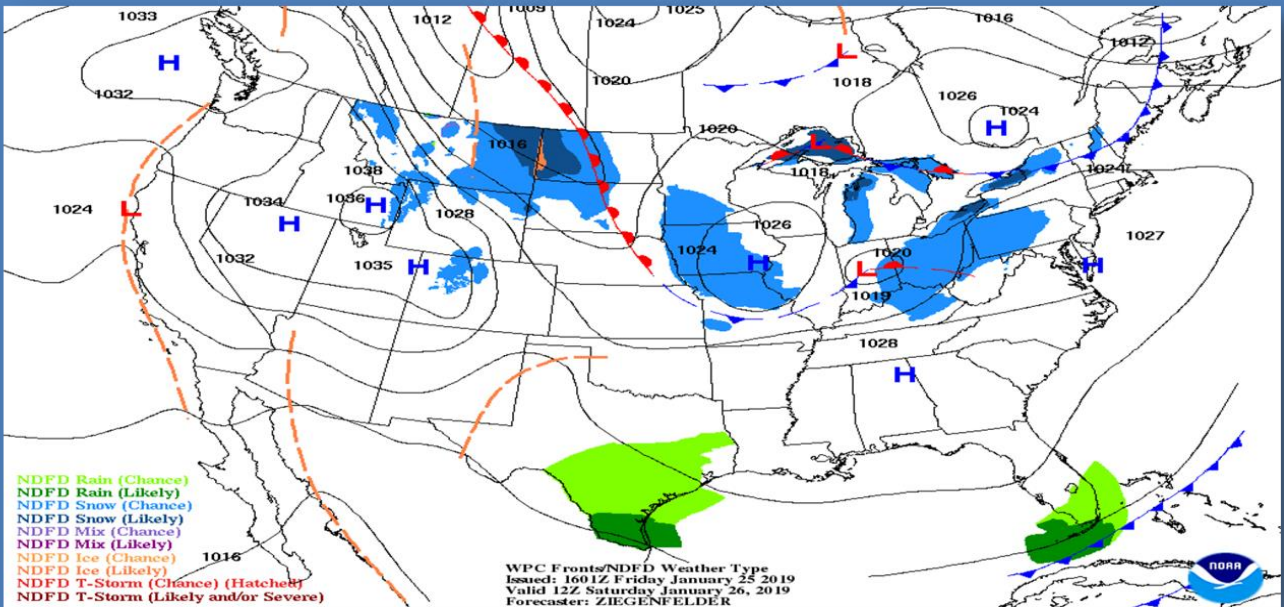 1033
1012
1009
1024
1025
1016
1012
H
L
1032
1020
1018
1026
1024
H
1020
1016
L
1038
1018
1024
1024
L
1034
1036
H
H
1028
1026
1027
1032
1035
H
1024
H
1020
L
H
1019
1028
H
NDFD Rain (Chance)
NDFD Rain (Likely)
NDFD Snow (Chance)
NDFD Snow (Likely)
NDFD Mix (Chance)
NDFD Mix (Likely)
NDFD Ice (Chance)
NDFD Ice (Likely)
NDFD T-Storm (Chance) (Hatched)
NDFD T-Storm (Likely and/or Severe)
1016
WPC Fronts/NDFD Weather Type
Issued: 1601Z Friday January 25 2019
Valid 12Z Saturday January 26, 2019
Forecaster: ZIEGENFELDER
NOAA